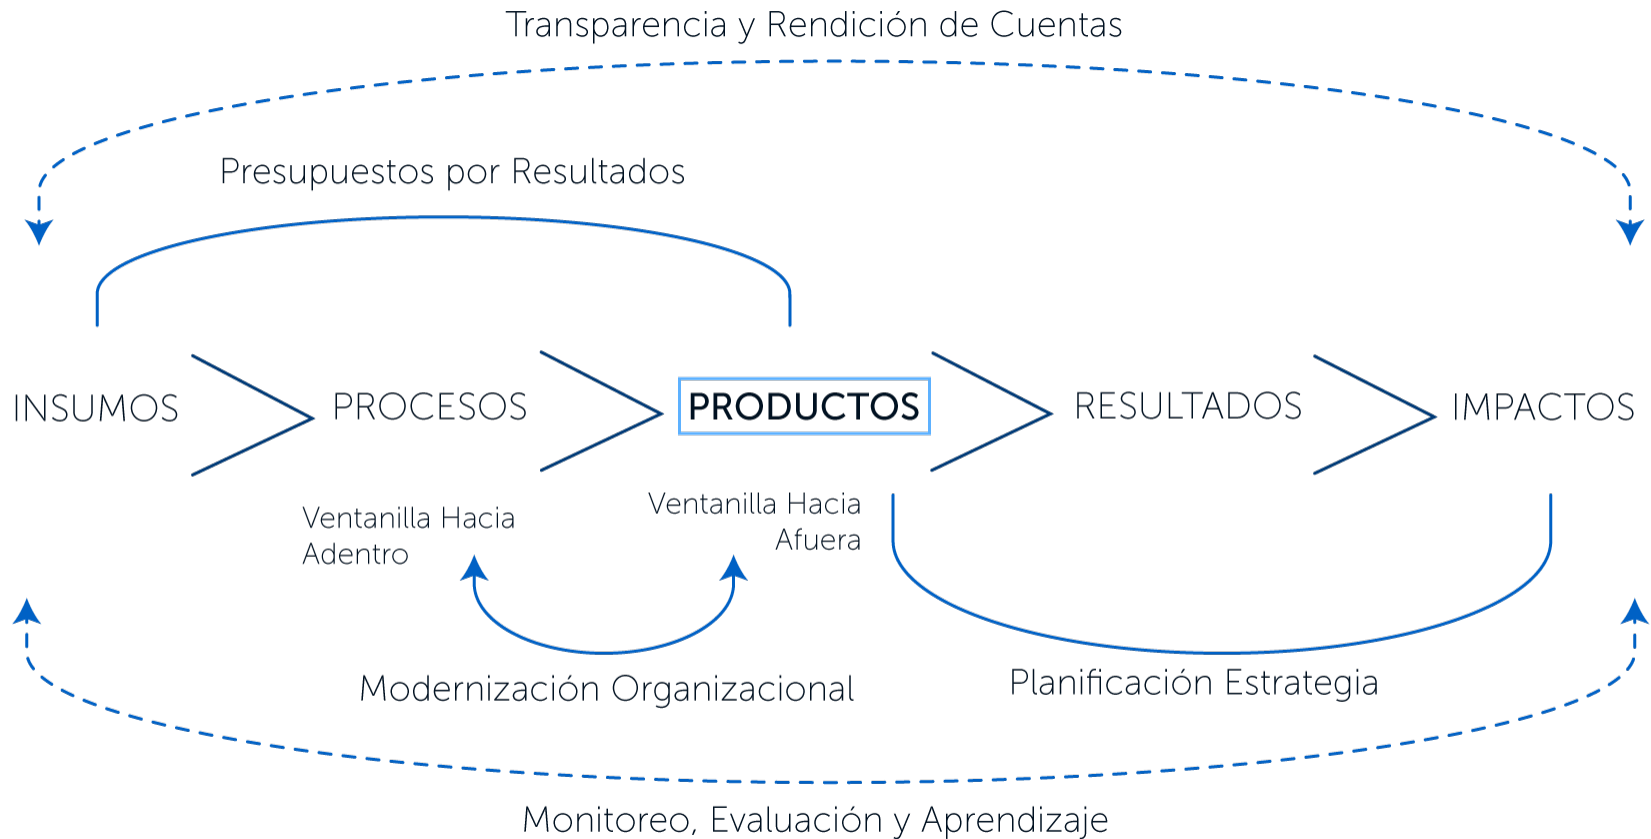 Transparencia y Rendición de Cuentas
Presupuestos por Resultados
INSUMOS
PROCESOS
PRODUCTOS
RESULTADOS
IMPACTOS
Ventanilla Hacia
Adentro
Ventanilla Hacia
Afuera
Modernización Organizacional
Planificación Estrategia
Monitoreo, Evaluación y Aprendizaje